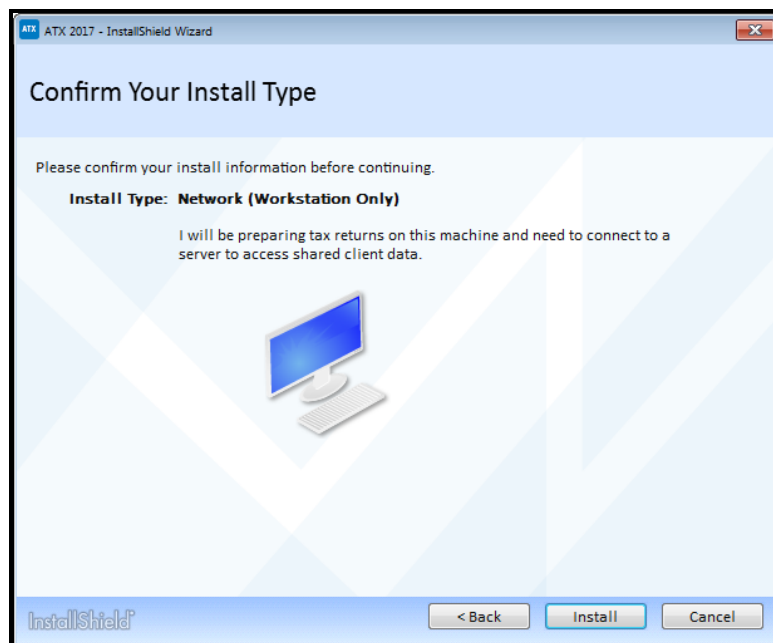 ATX ATX 2017 - InstallShield Wizard
Confirm Your Install Type
Please confirm your install information before continuing.
Install Type: Network (Workstation Only)
I will be preparing tax returns on this machine and need to connect to a
server to access shared client data.
InstallShield
< Back Install Cancel